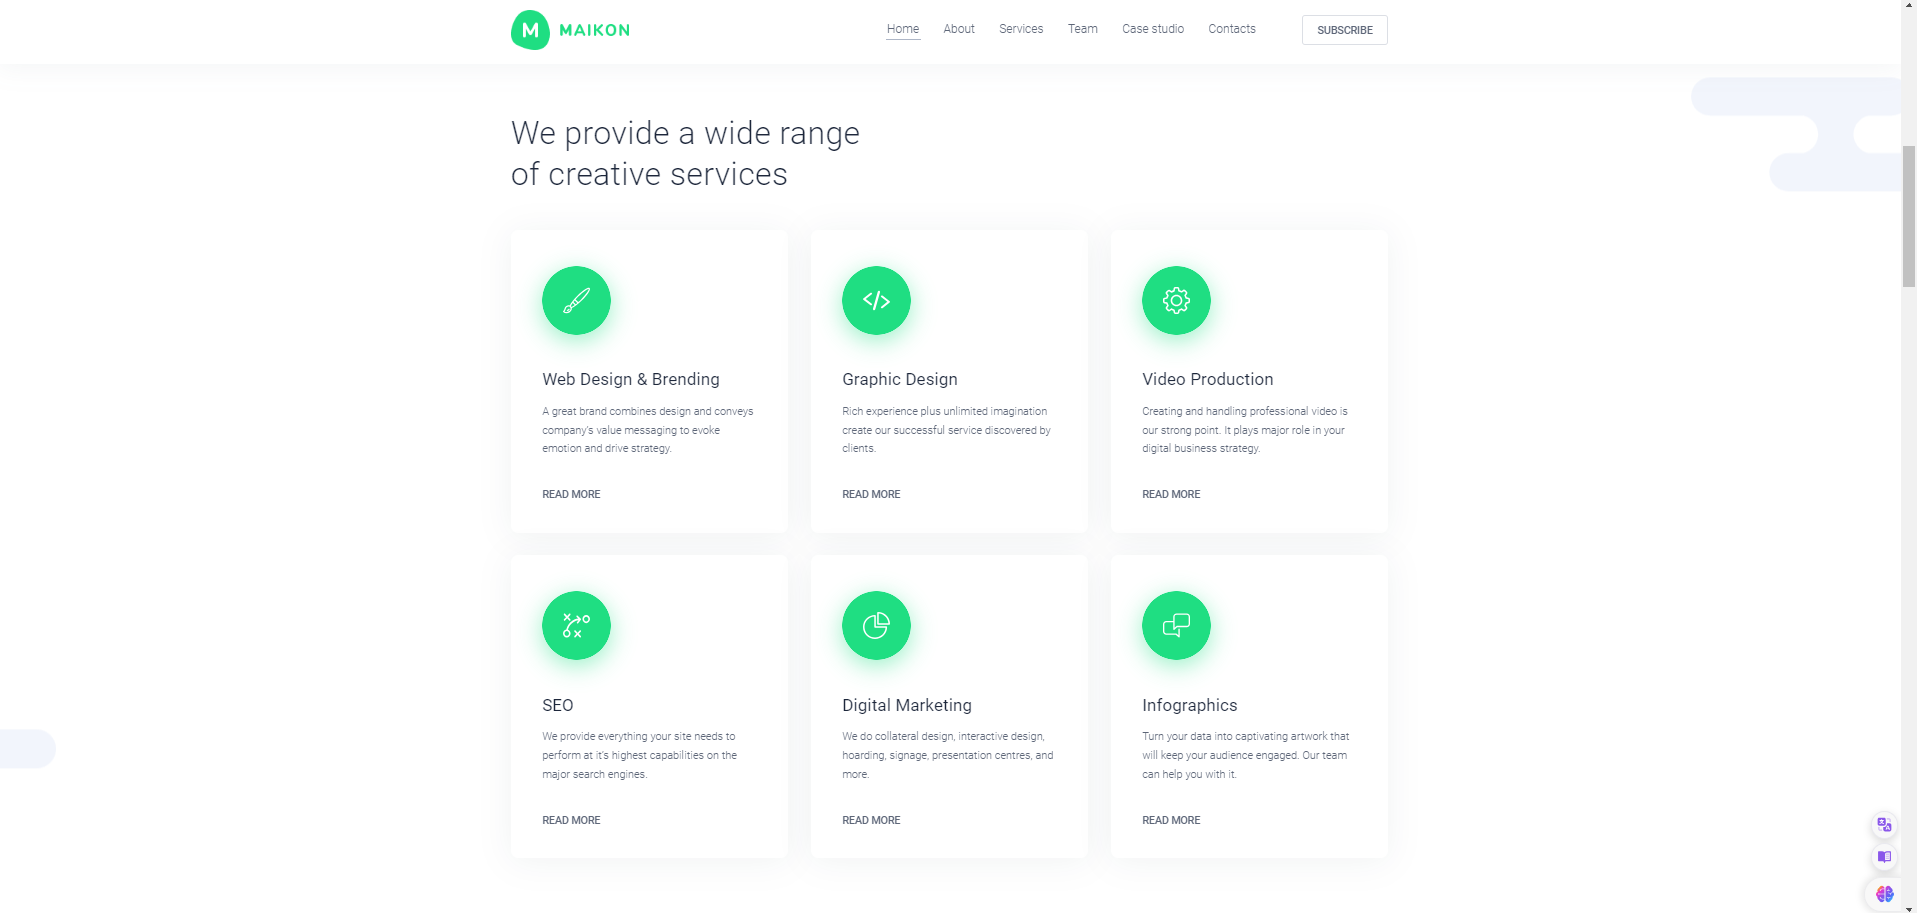 M MAIKON
Home About Services Team Case studio Contacts SUBSCRIBE
We provide a wide range
of creative services
Web Design & Brending
A great brand combines design and conveys
company's value messaging to evoke
emotion and drive strategy.
READ MORE
Graphic Design
Rich experience plus unlimited imagination
create our successful service discovered by
clients.
READ MORE
Video Production
Creating and handling professional video is
our strong point. It plays major role in your
digital business strategy.
READ MORE
SEO
We provide everything your site needs to
perform at it's highest capabilities on the
major search engines.
READ MORE
Digital Marketing
We do collateral design, interactive design,
hoarding, signage, presentation centres, and
more.
READ MORE
Infographics
Turn your data into captivating artwork that
will keep your audience engaged. Our team
can help you with it.
READ MORE